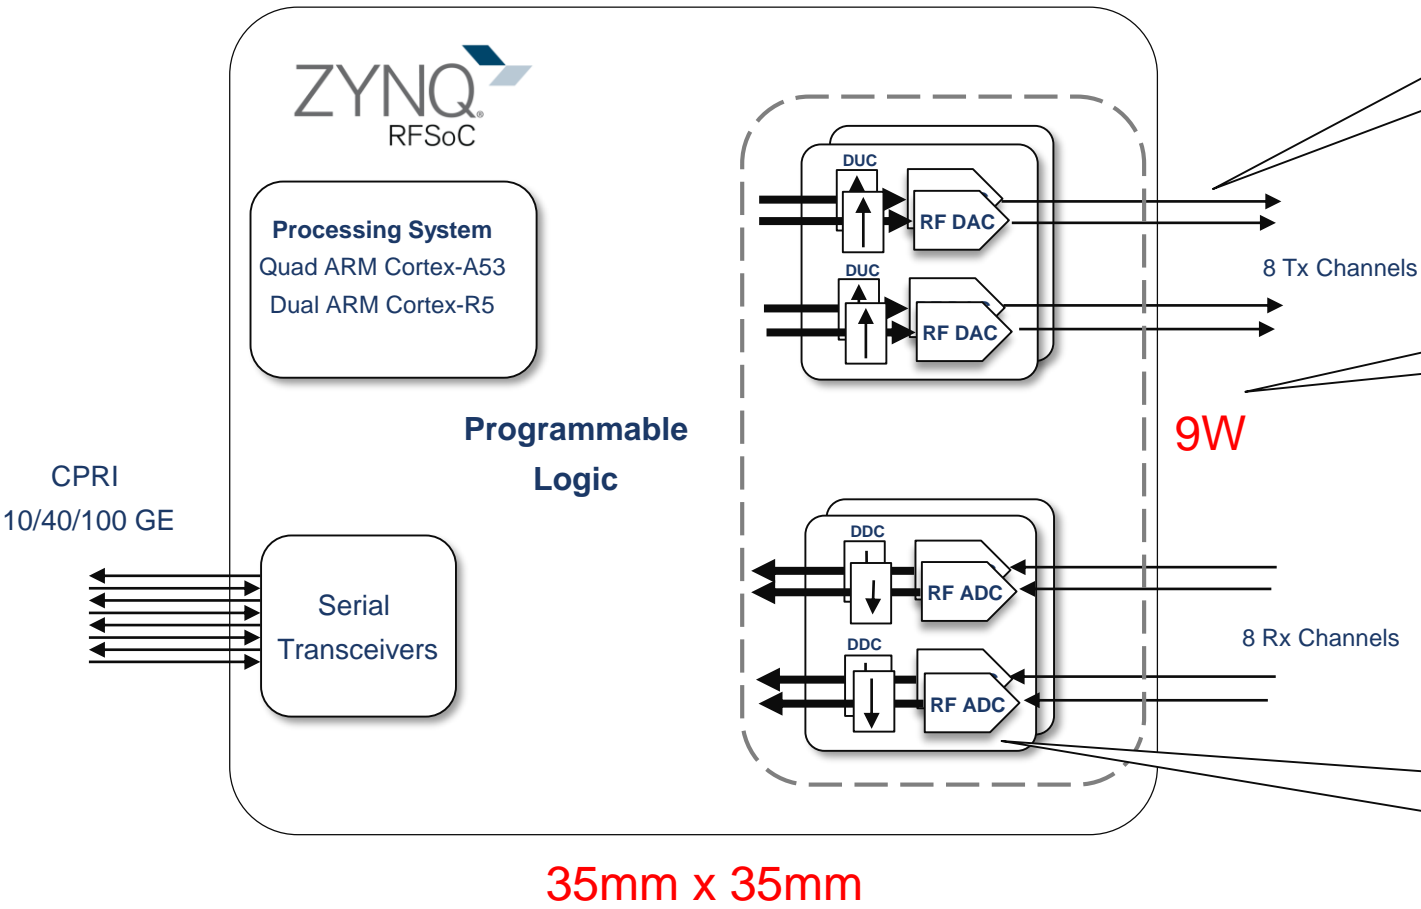 ZYNQ®
RFSoC
Processing System
Quad ARM Cortex-A53
Dual ARM Cortex-R5
DUC
RF DAC
DUC
RF DAC
8 Tx Channels
Programmable
Logic
9W
CPRI
10/40/100 GE
Serial
Transceivers
DDC
RF ADC
DDC
RF ADC
8 Rx Channels
35mm x 35mm